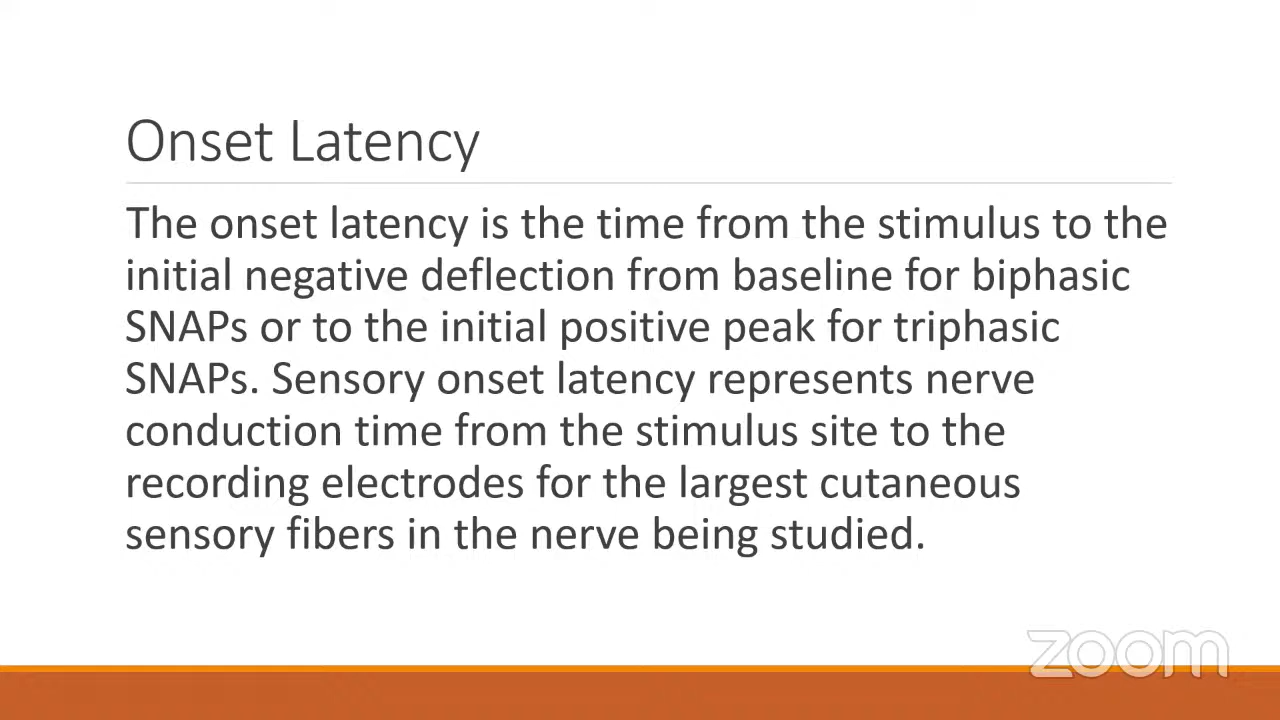 Onset Latency
The onset latency is the time from the stimulus to the
initial negative deflection from baseline for biphasic
SNAPs or to the initial positive peak for triphasic
SNAPs. Sensory onset latency represents nerve
conduction time from the stimulus site to the
recording electrodes for the largest cutaneous
sensory fibers in the nerve being studied.
zoom